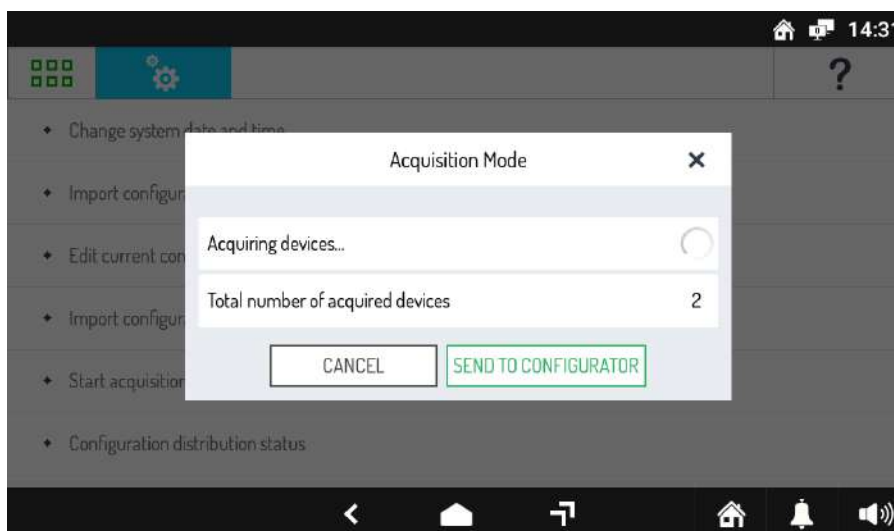 14:31
?
Change system date and time
Acquisition Mode
Import configur
Acquiring devices...
Edit current con
Total number of acquired devices 2
Import configur
CANCEL SEND TO CONFIGURATOR
Start acquisition
Configuration distribution status